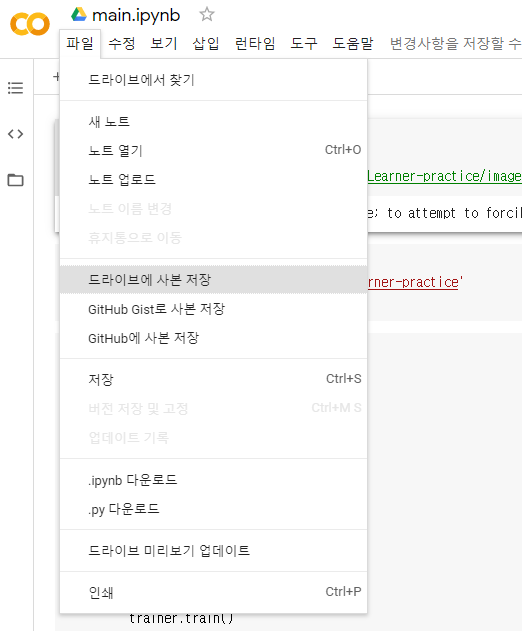 main.ipynb
파일 수정 보기 삽입 런타임 도구 도움말 변경사항을 저장할 수
드라이브에서 찾기
새 노트
노트 열기 Ctrl+O
노트 업로드
Learner-practice/image
노트 이름 변경
e; to attempt to forcib
휴지통으로 이동
드라이브에 사본 저장
rner-practice'
GitHub Gist로 사본 저장
GitHub에 사본 저장
저장 Ctrl+S
버전 저장 및 고정 Ctrl+M S
업데이트 기록
.ipynb 다운로드
.py 다운로드
드라이브 미리보기 업데이트
인쇄 Ctrl+P
trainer.train()